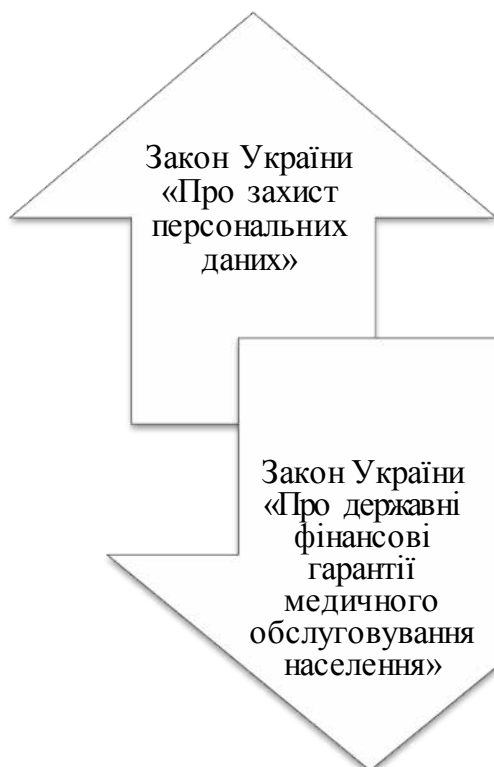 Закон України
«Про захист
персональних
даних»
Закон України
«Про державні
фінансові
гарантії
медичного
обслуговування
населення»